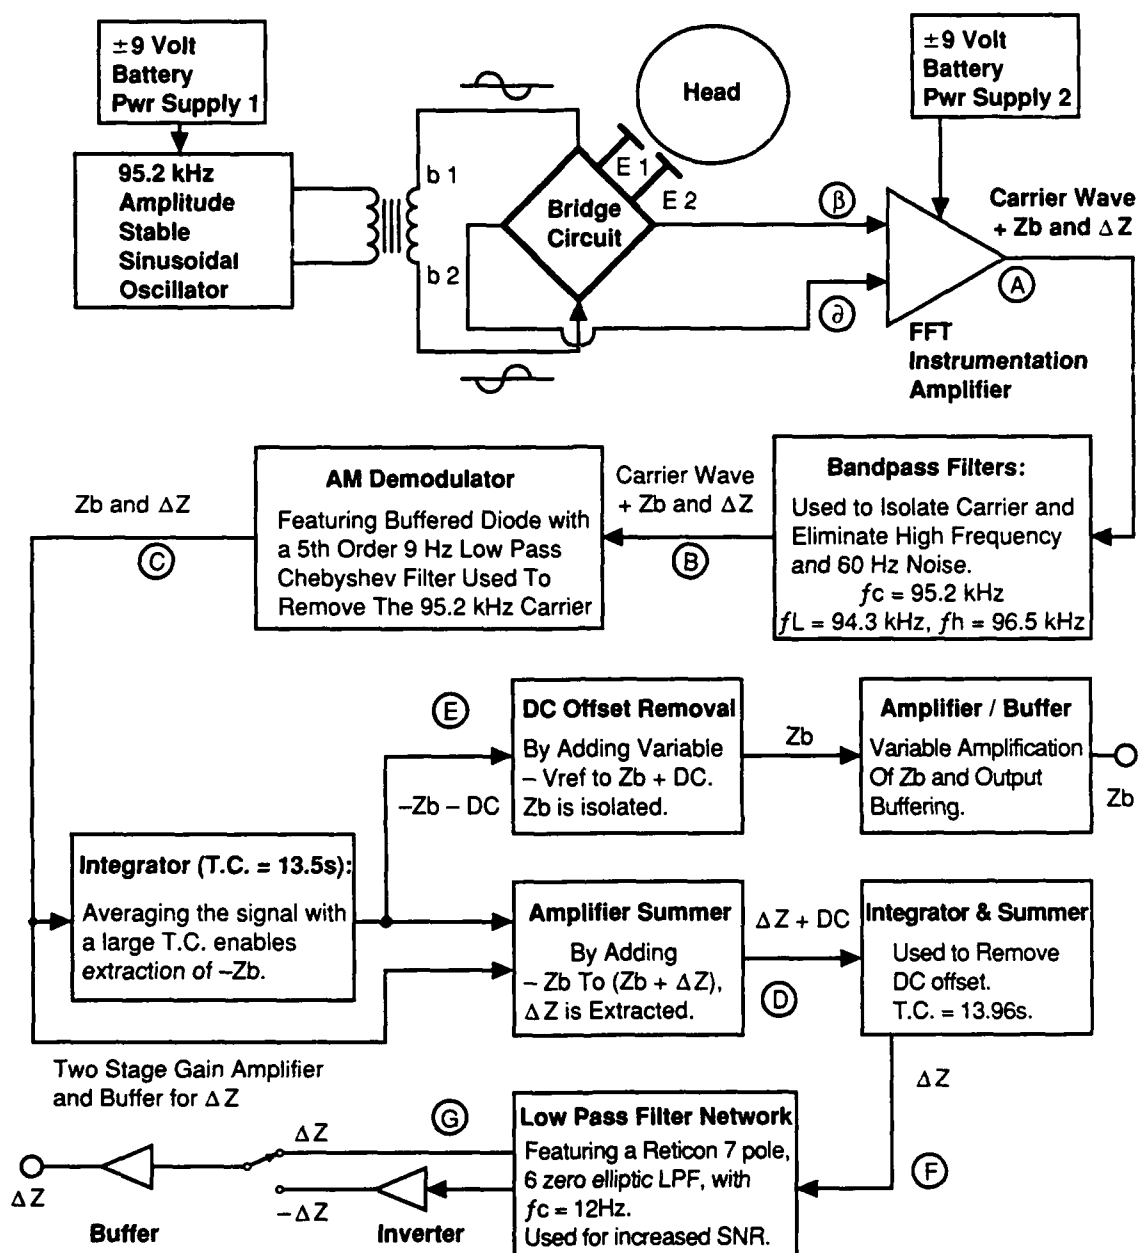 ±9 Volt
Battery
Pwr Supply 1
95.2 kHz
Amplitude
Stable
Sinusoidal
Oscillator
b 1
b 2
Bridge
Circuit
E 1
E 2
Head
±9 Volt
Battery
Pwr Supply 2
β
∂
Carrier Wave
+ Zb and ΔZ
A
FFT
Instrumentation
Amplifier
Bandpass Filters:
Used to Isolate Carrier and
Eliminate High Frequency
and 60 Hz Noise.
fc = 95.2 kHz
fL = 94.3 kHz, fh = 96.5 kHz
Carrier Wave
+ Zb and ΔZ
B
AM Demodulator
Featuring Buffered Diode with
a 5th Order 9 Hz Low Pass
Chebyshev Filter Used To
Remove The 95.2 kHz Carrier
Zb and ΔZ
C
E
–Zb – DC
DC Offset Removal
By Adding Variable
– Vref to Zb + DC.
Zb is isolated.
Zb
Amplifier / Buffer
Variable Amplification
Of Zb and Output
Buffering.
Zb
Integrator (T.C. = 13.5s):
Averaging the signal with
a large T.C. enables
extraction of –Zb.
Amplifier Summer
By Adding
– Zb To (Zb + ΔZ),
ΔZ is Extracted.
ΔZ + DC
D
Integrator & Summer
Used to Remove
DC offset.
T.C. = 13.96s.
ΔZ
F
Two Stage Gain Amplifier
and Buffer for ΔZ
Low Pass Filter Network
Featuring a Reticon 7 pole,
6 zero elliptic LPF, with
fc = 12Hz.
Used for increased SNR.
G
ΔZ
–ΔZ
Inverter
Buffer
ΔZ